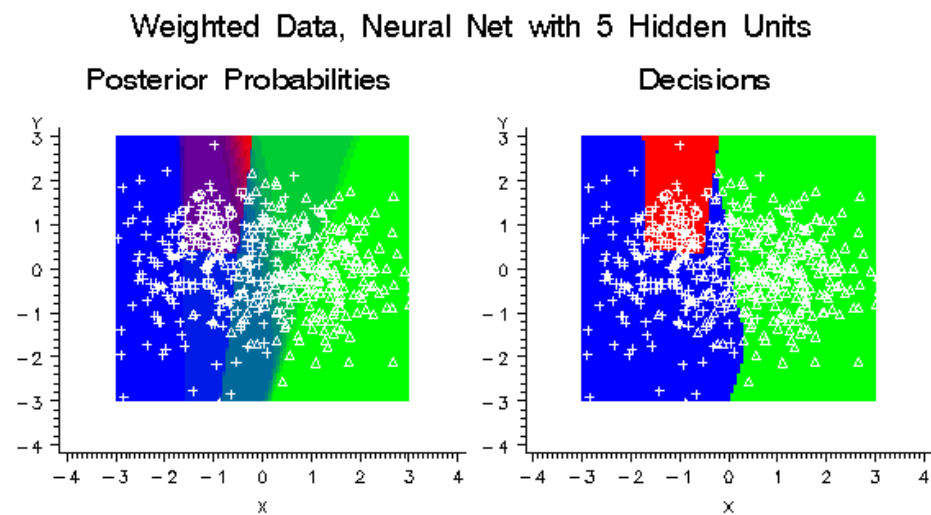 Weighted Data, Neural Net with 5 Hidden Units
Posterior Probabilities
Decisions
Y
3
2
1
0
-1
-2
-3
-4
-4 -3 -2 -1 0 1 2 3 4
X
Y
3
2
1
0
-1
-2
-3
-4
-4 -3 -2 -1 0 1 2 3 4
X